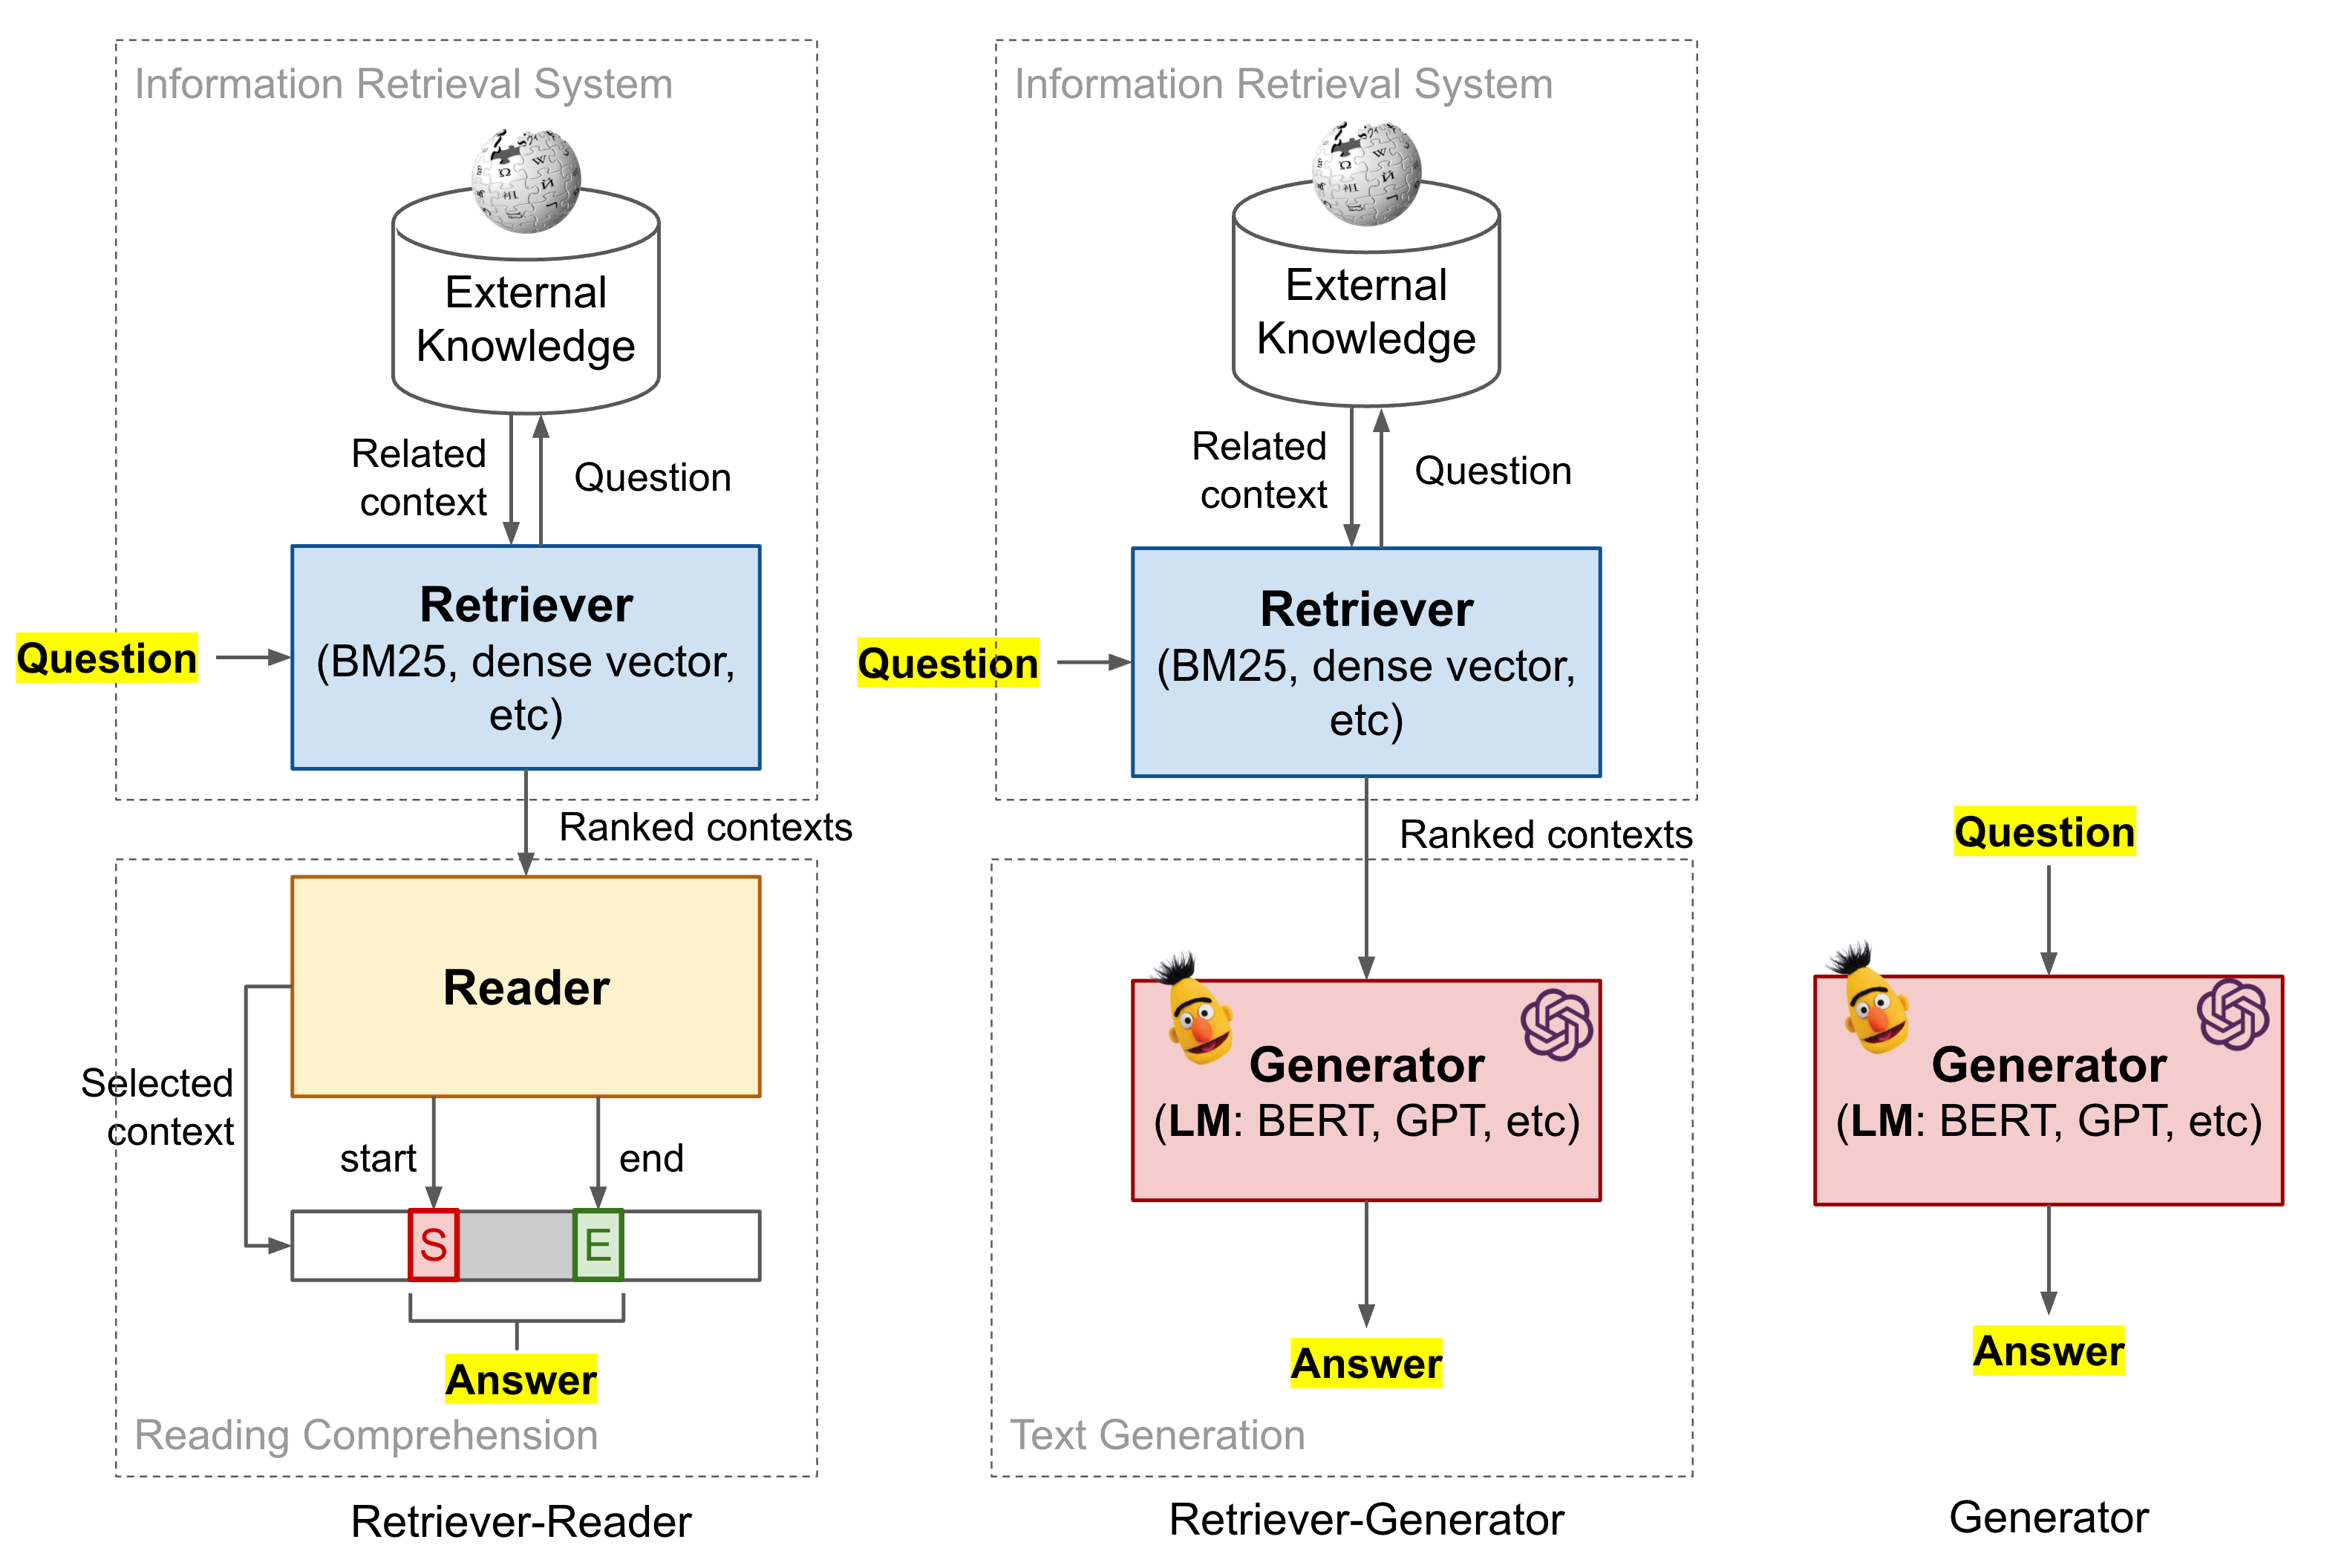 Information Retrieval System
External
Knowledge
Related
context
Question
Retriever
(BM25, dense vector,
etc)
Question
Ranked contexts
Reader
Selected
context
start
end
S
E
Answer
Reading Comprehension
Retriever-Reader
Information Retrieval System
External
Knowledge
Related
context
Question
Retriever
(BM25, dense vector,
etc)
Question
Ranked contexts
Generator
(LM: BERT, GPT, etc)
Answer
Text Generation
Retriever-Generator
Question
Generator
(LM: BERT, GPT, etc)
Answer
Generator